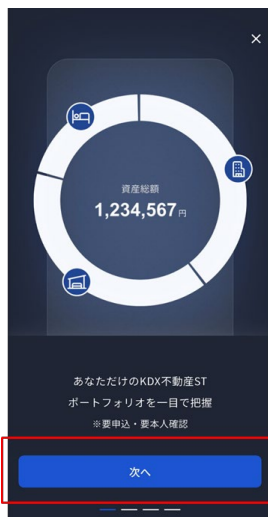 資産総額
1,234,567円
あなただけのKDX不動産ST
ポートフォリオを一目で把握
※要申込・要本人確認
次へ